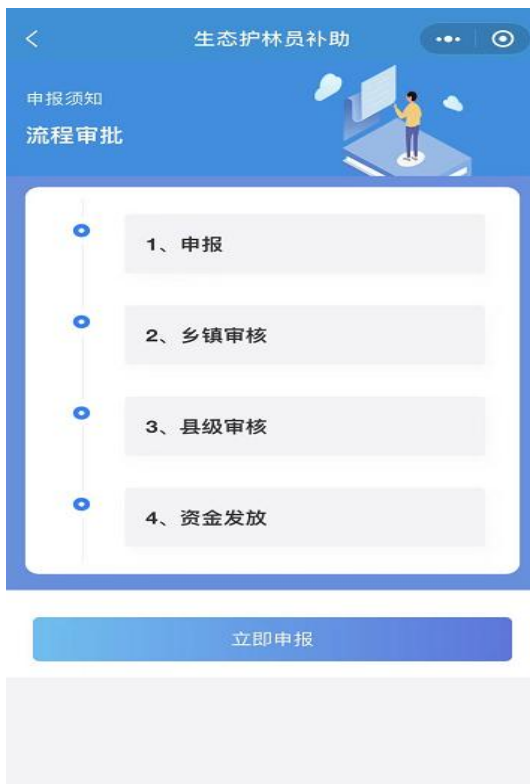 生态护林员补助
申报须知
流程审批
1、申报
2、乡镇审核
3、县级审核
4、资金发放
立即申报